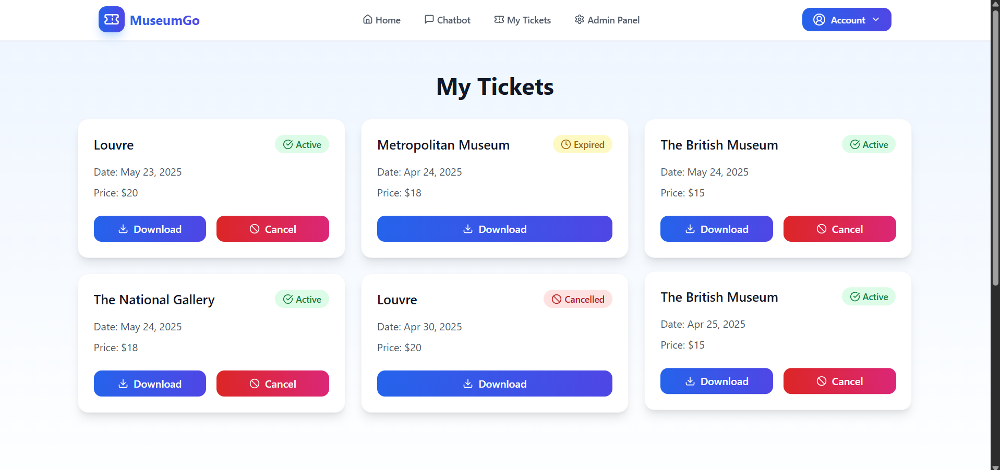 MuseumGo
Home
Chatbot
My Tickets
Admin Panel
Account
My Tickets
Louvre
Active
Date: May 23, 2025
Price: $20
Download
Cancel
Metropolitan Museum
Expired
Date: Apr 24, 2025
Price: $18
Download
The British Museum
Active
Date: May 24, 2025
Price: $15
Download
Cancel
The National Gallery
Active
Date: May 24, 2025
Price: $18
Download
Cancel
Louvre
Cancelled
Date: Apr 30, 2025
Price: $20
Download
The British Museum
Active
Date: Apr 25, 2025
Price: $15
Download
Cancel